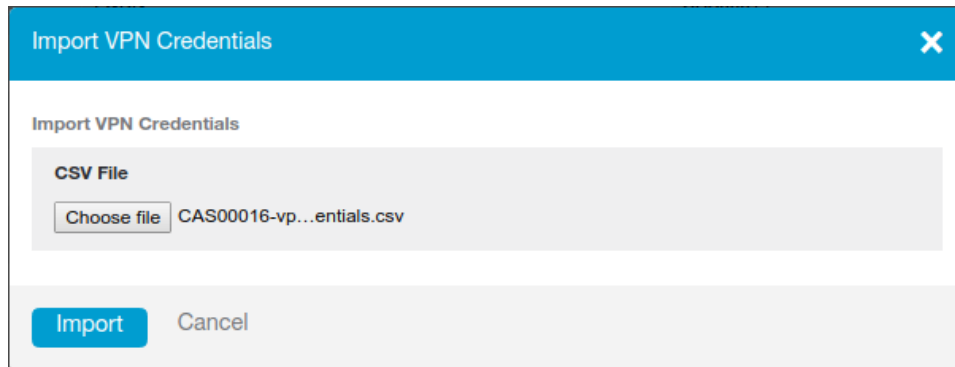 Import VPN Credentials
Import VPN Credentials
CSV File
Choose file CAS00016-vp...entials.csv
Import Cancel